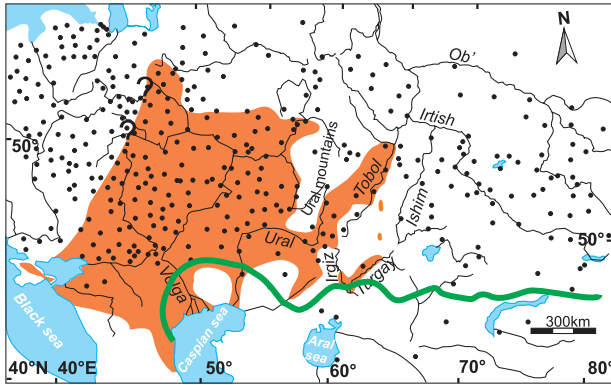 N
Ob'
?
Irtish
50°
?
Ural mountains
Tobol
Ishim
Ural
50°
Irgiz
Turgay
Volga
Black sea
Caspian sea
Aral sea
300km
40°N 40°E 50° 60° 70° 80°